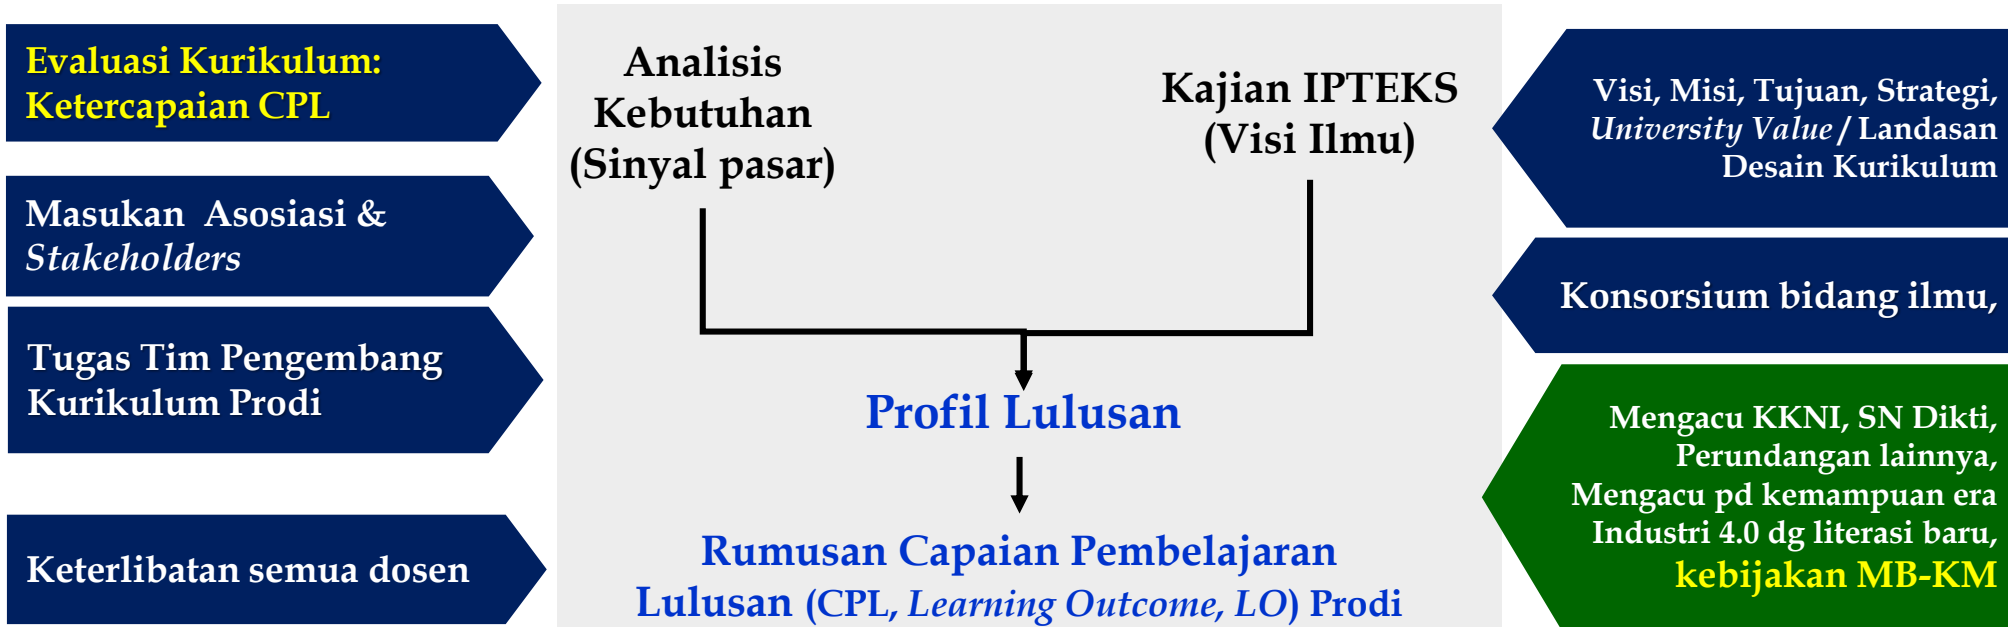 Evaluasi Kurikulum:
Ketercapaian CPL
Masukan Asosiasi &
Stakeholders
Tugas Tim Pengembang
Kurikulum Prodi
Keterlibatan semua dosen
Analisis
Kebutuhan
(Sinyal pasar)
Kajian IPTEKS
(Visi Ilmu)
Profil Lulusan
Rumusan Capaian Pembelajaran
Lulusan (CPL, Learning Outcome, LO) Prodi
Visi, Misi, Tujuan, Strategi,
University Value / Landasan
Desain Kurikulum
Konsorsium bidang ilmu,
Mengacu KKNI, SN Dikti,
Perundangan lainnya,
Mengacu pd kemampuan era
Industri 4.0 dg literasi baru,
kebijakan MB-KM